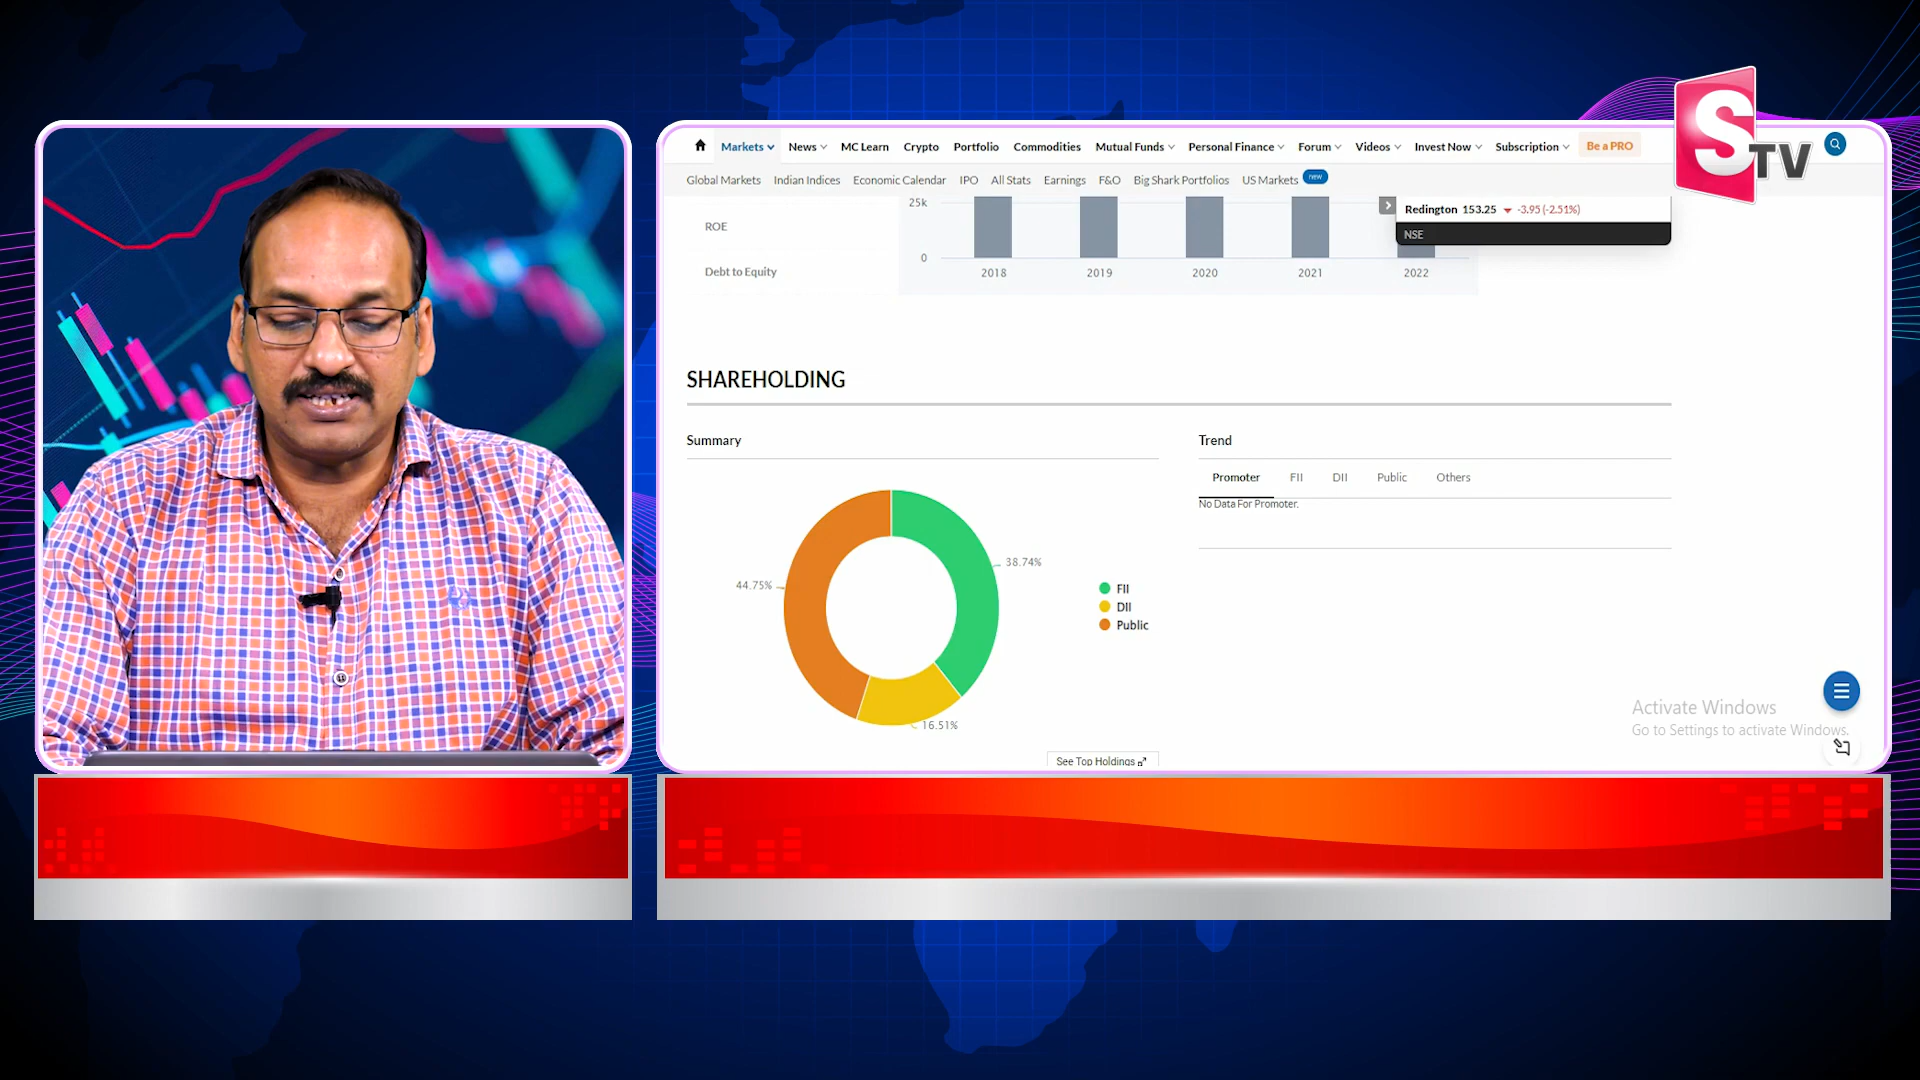 STV
Markets News MC Learn Crypto Portfolio Commodities Mutual Funds Personal Finance Forum Videos Invest Now Subscription Be a PRO
Global Markets Indian Indices Economic Calendar IPO All Stats Earnings F&O Big Shark Portfolios US Markets new
ROE
Debt to Equity
25k
0
2018 2019 2020 2021 2022
Redington 153.25 -3.95 (-2.51%)
NSE
SHAREHOLDING
Summary
44.75%
38.74%
16.51%
FII
DII
Public
See Top Holdings
Trend
Promoter FII DII Public Others
No Data For Promoter.
Activate Windows
Go to Settings to activate Windows.